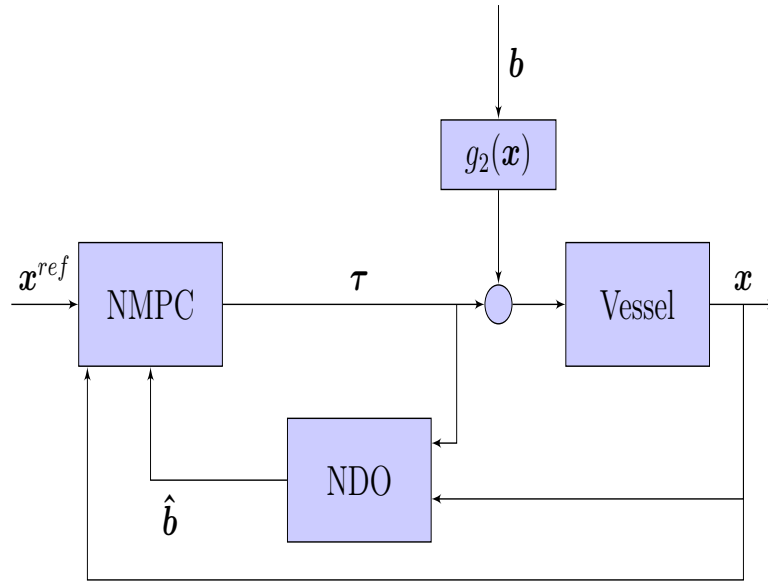 b
g₂(x)
x^ref
NMPC
τ
Vessel
x
NDO
b̂